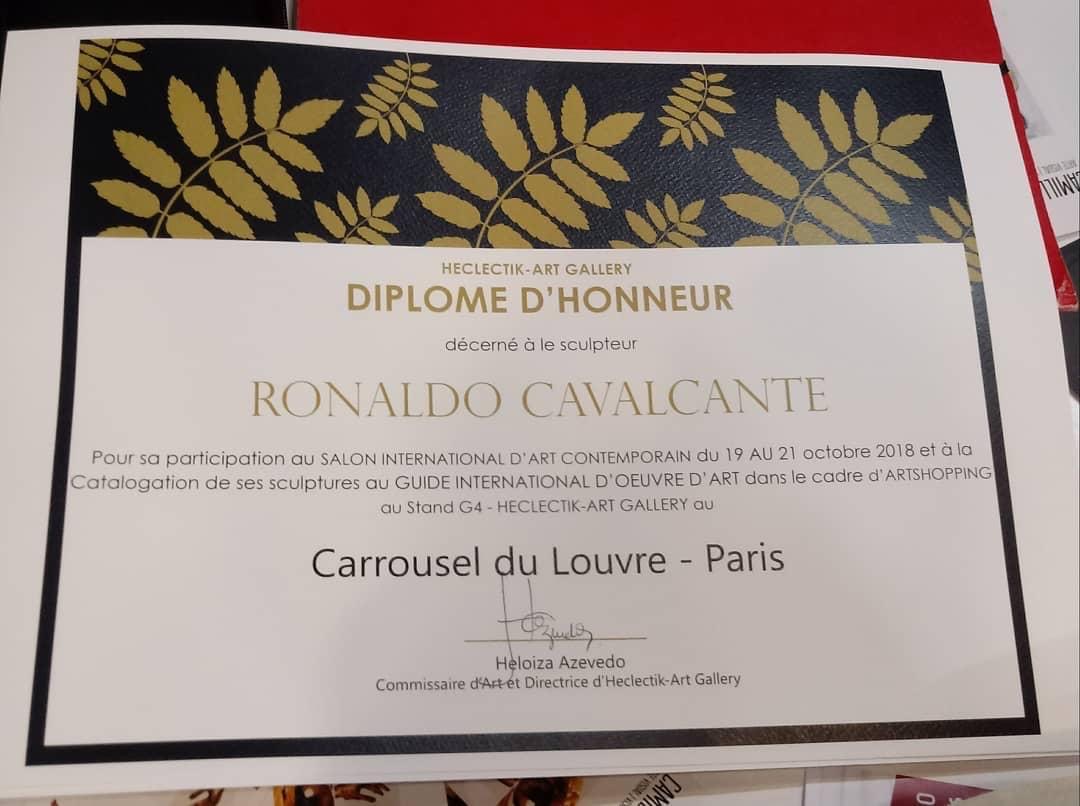 HECLECTIK-ART GALLERY
DIPLOME D'HONNEUR
décerné à le sculpteur
RONALDO CAVALCANTE
Pour sa participation au SALON INTERNATIONAL D'ART CONTEMPORAIN du 19 AU 21 octobre 2018 et à la
Catalogation de ses sculptures au GUIDE INTERNATIONAL D'OEUVRE D'ART dans le cadre d'ARTSHOPPING
au Stand G4 - HECLECTIK-ART GALLERY au
Carrousel du Louvre - Paris
Heloiza Azevedo
Commissaire d'Art et Directrice d'Heclectik-Art Gallery